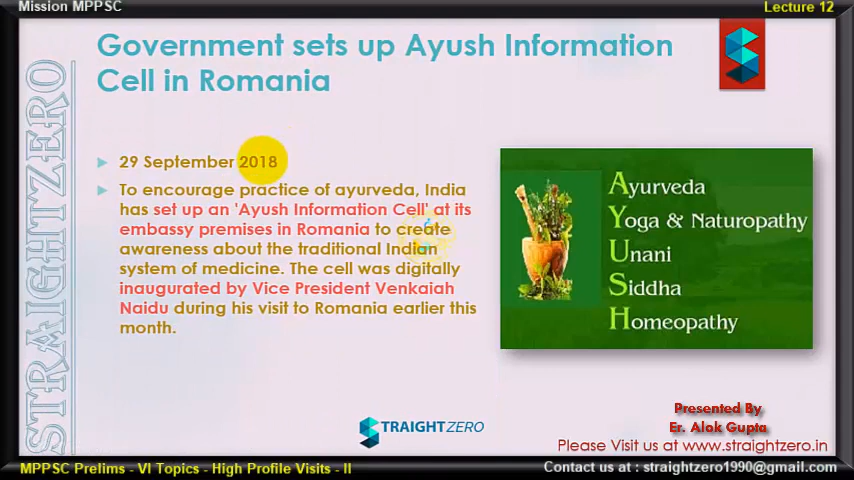 Mission MPPSC
Lecture 12
Government sets up Ayush Information
Cell in Romania
29 September 2018
To encourage practice of ayurveda, India
has set up an 'Ayush Information Cell' at its
embassy premises in Romania to create
awareness about the traditional Indian
system of medicine. The cell was digitally
inaugurated by Vice President Venkaiah
Naidu during his visit to Romania earlier this
month.
Ayurveda
Yoga & Naturopathy
Unani
Siddha
Homeopathy
STRAIGHTZERO
TRAIGHTZERO
Presented By
Er. Alok Gupta
Please Visit us at www.straightzero.in
MPPSC Prelims - VI Topics - High Profile Visits - II
Contact us at : straightzero1990@gmail.com